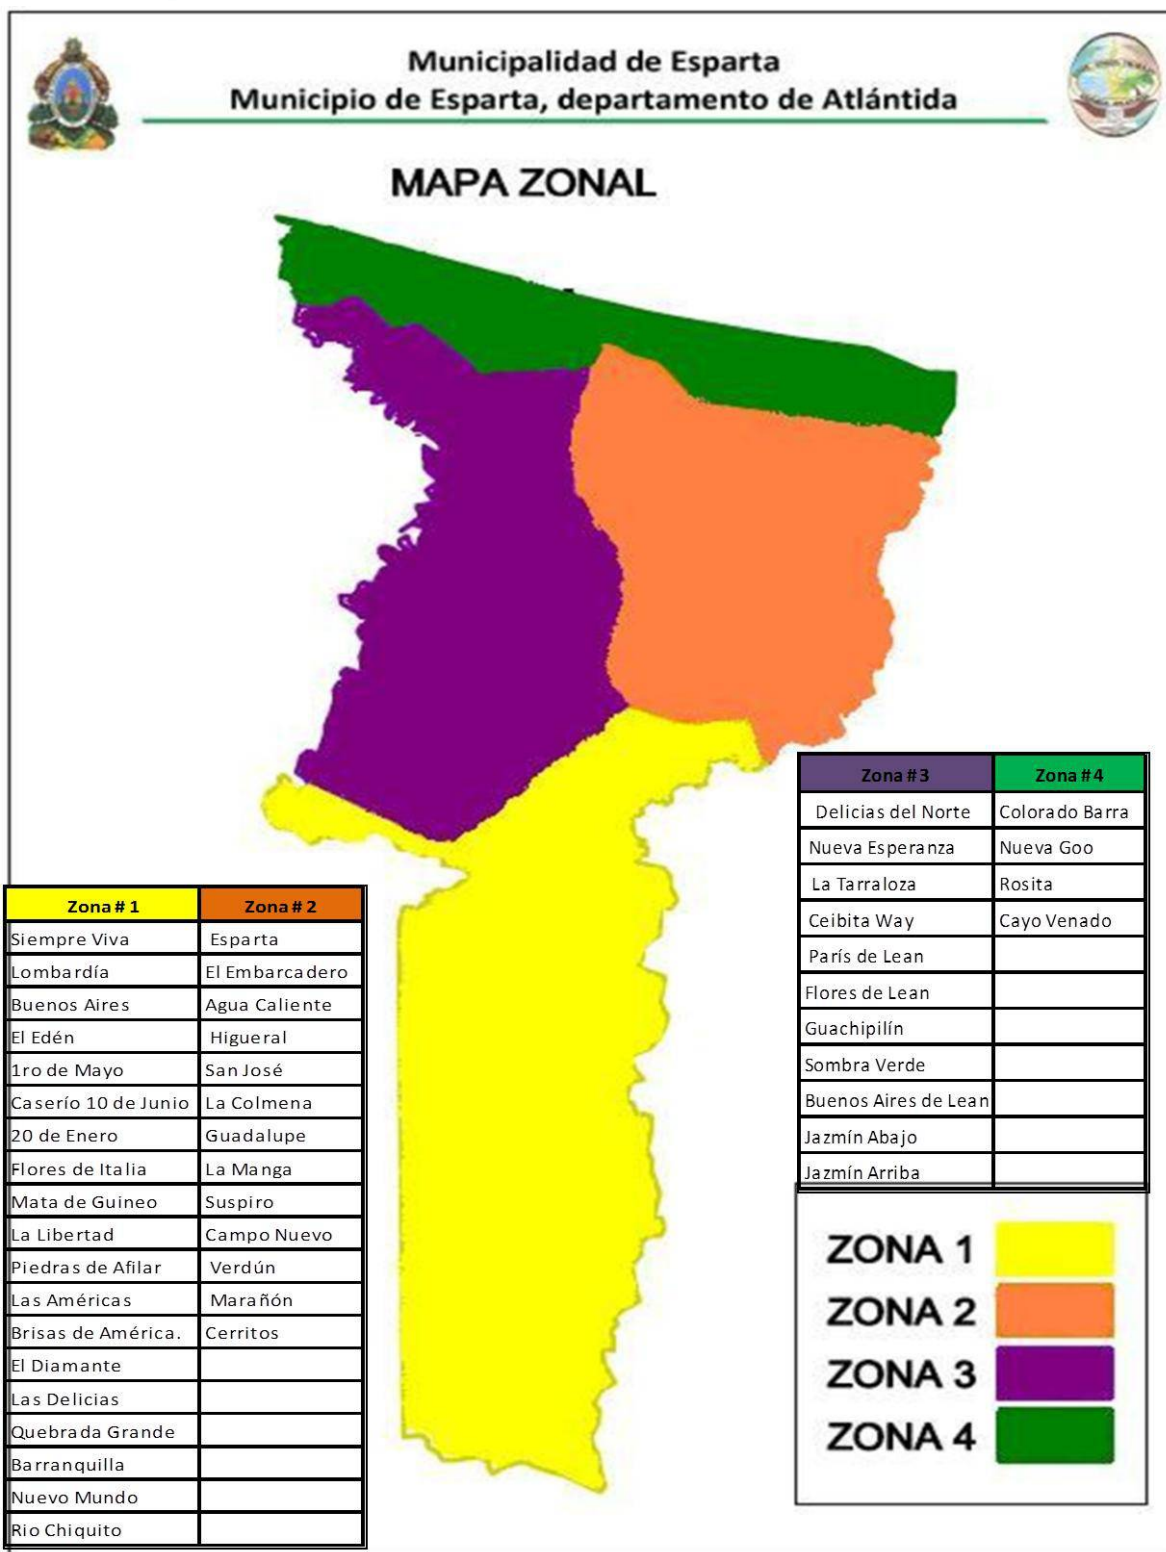 Municipalidad de Esparta
Municipio de Esparta, departamento de Atlántida
MAPA ZONAL
Zona # 3 Zona # 4
Delicias del Norte Colorado Barra
Nueva Esperanza Nueva Goo
La Tarraloza Rosita
Ceibita Way Cayo Venado
París de Lean
Flores de Lean
Guachipilín
Sombra Verde
Buenos Aires de Lean
Jazmín Abajo
Jazmín Arriba
Zona # 1 Zona # 2
Siempre Viva Esparta
Lombardía El Embarcadero
Buenos Aires Agua Caliente
El Edén Higueral
1ro de Mayo San José
Caserío 10 de Junio La Colmena
20 de Enero Guadalupe
Flores de Italia La Manga
Mata de Guineo Suspiro
La Libertad Campo Nuevo
Piedras de Afilar Verdún
Las Américas Marañón
Brisas de América. Cerritos
El Diamante
Las Delicias
Quebrada Grande
Barranquilla
Nuevo Mundo
Rio Chiquito
ZONA 1
ZONA 2
ZONA 3
ZONA 4